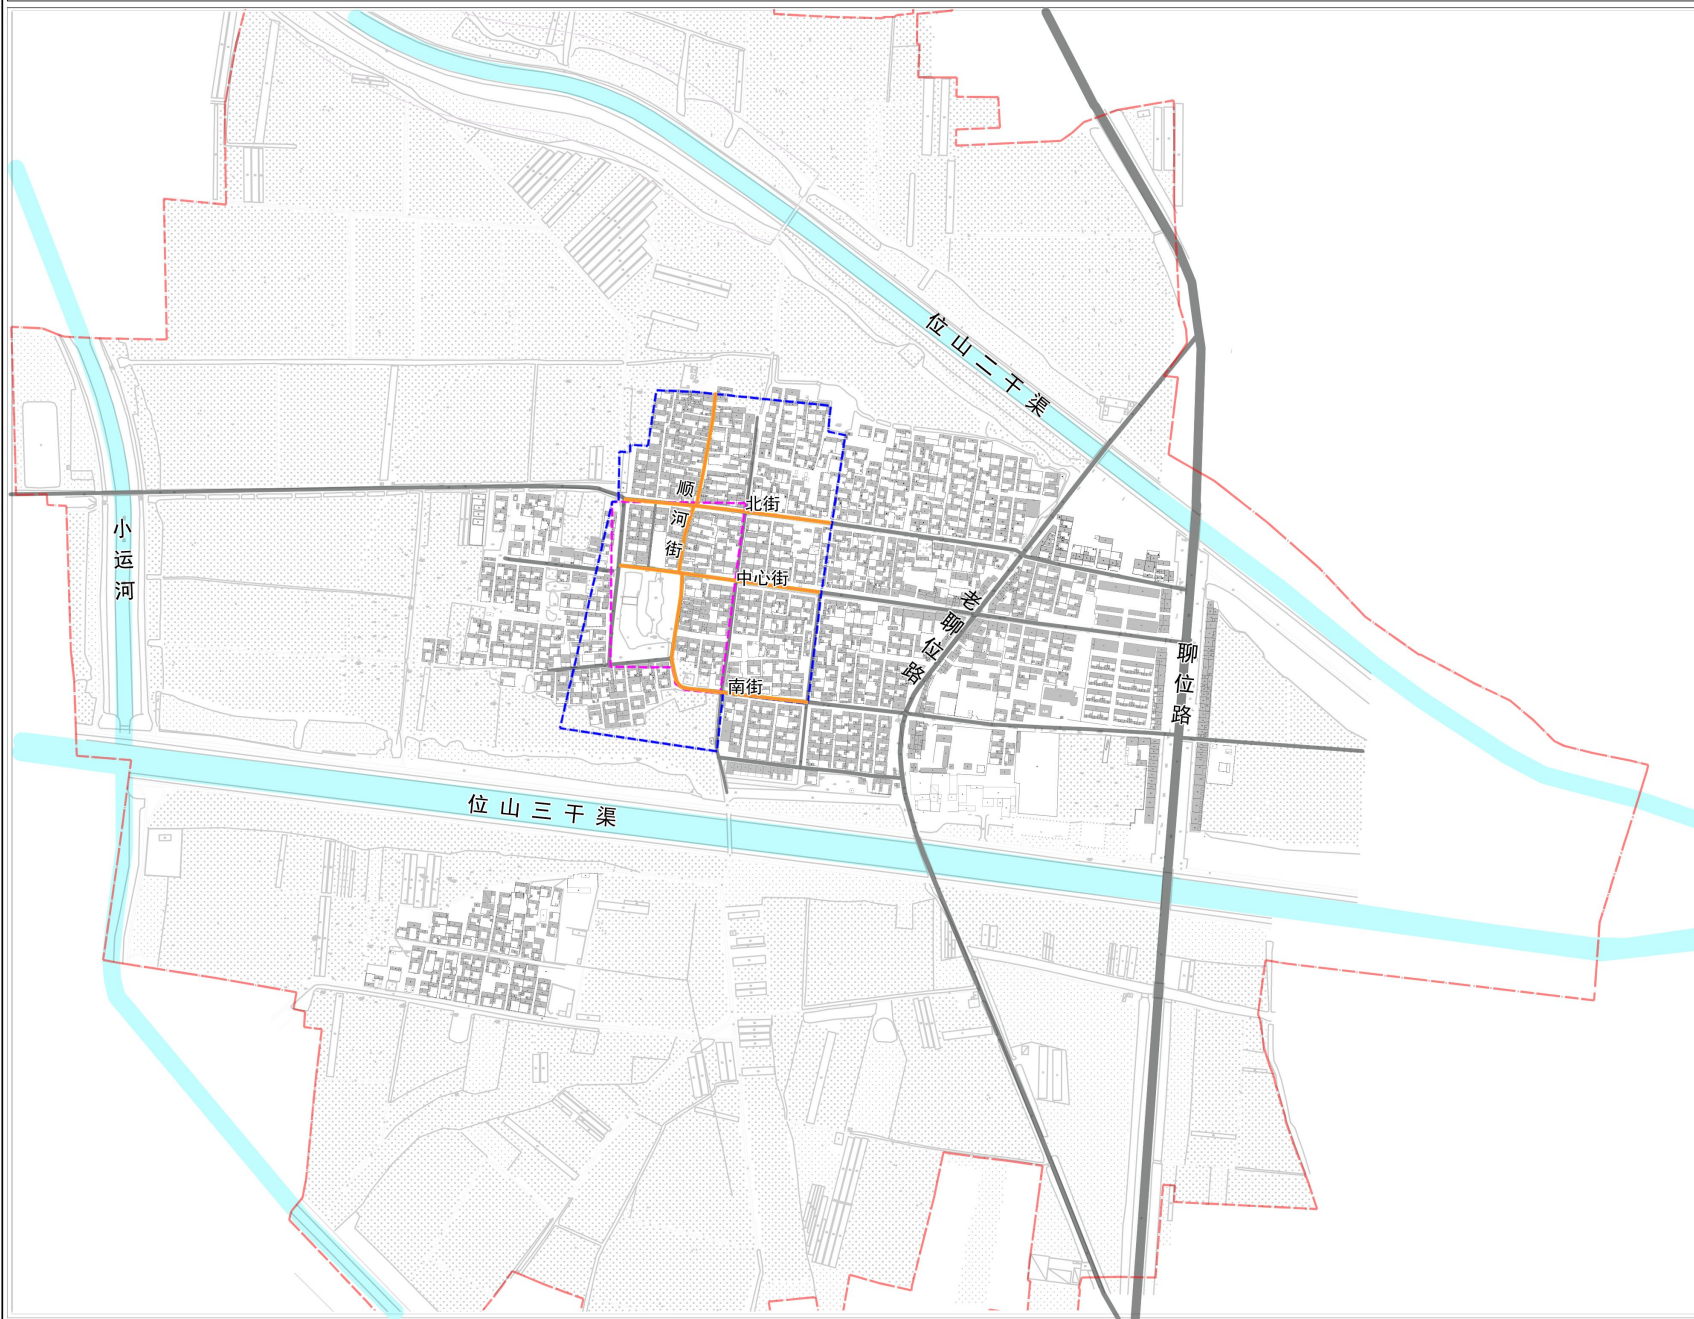 位山二干渠
顺河街
北街
小运河
中心街
老聊位路
聊位路
南街
位山三干渠